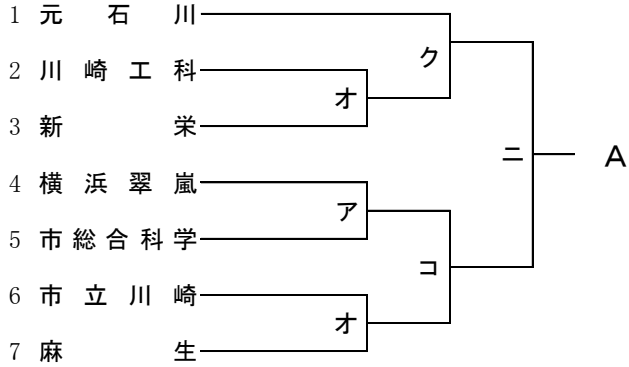 1 元石川
ク
2 川崎工科
オ
3 新栄
ニ A
4 横浜翠嵐
ア
5 市総合科学
コ
6 市立川崎
オ
7 麻生